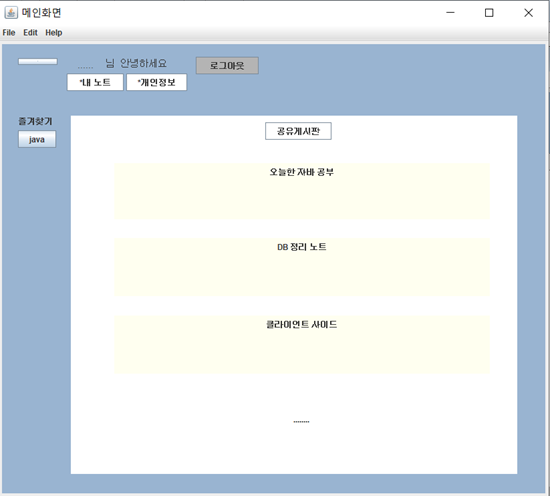 메인화면
File Edit Help
...... 님 안녕하세요 로그아웃
*내 노트 *개인정보
즐겨찾기
java
공유게시판
오늘한 자바 공부
DB 정리 노트
클라이언트 사이드
........